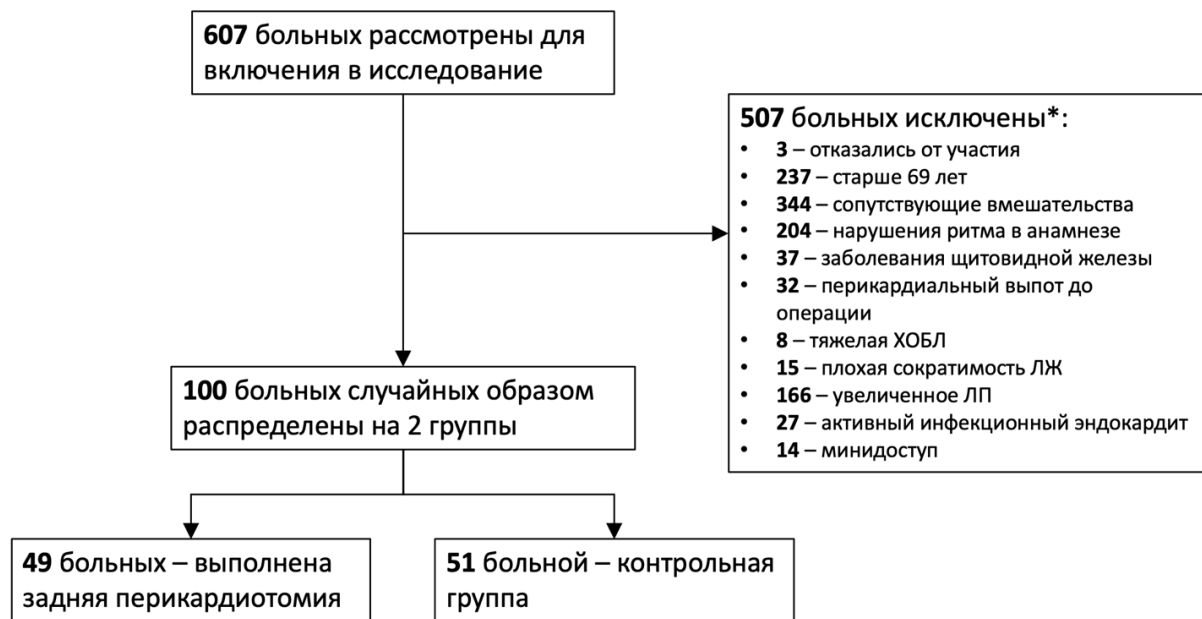 607 больных рассмотрены для
включения в исследование
507 больных исключены*:
• 3 – отказались от участия
• 237 – старше 69 лет
• 344 – сопутствующие вмешательства
• 204 – нарушения ритма в анамнезе
• 37 – заболевания щитовидной железы
• 32 – перикардиальный выпот до
операции
• 8 – тяжелая ХОБЛ
• 15 – плохая сократимость ЛЖ
• 166 – увеличенное ЛП
• 27 – активный инфекционный эндокардит
• 14 – минидоступ
100 больных случайных образом
распределены на 2 группы
49 больных – выполнена
задняя перикардиотомия
51 больной – контрольная
группа